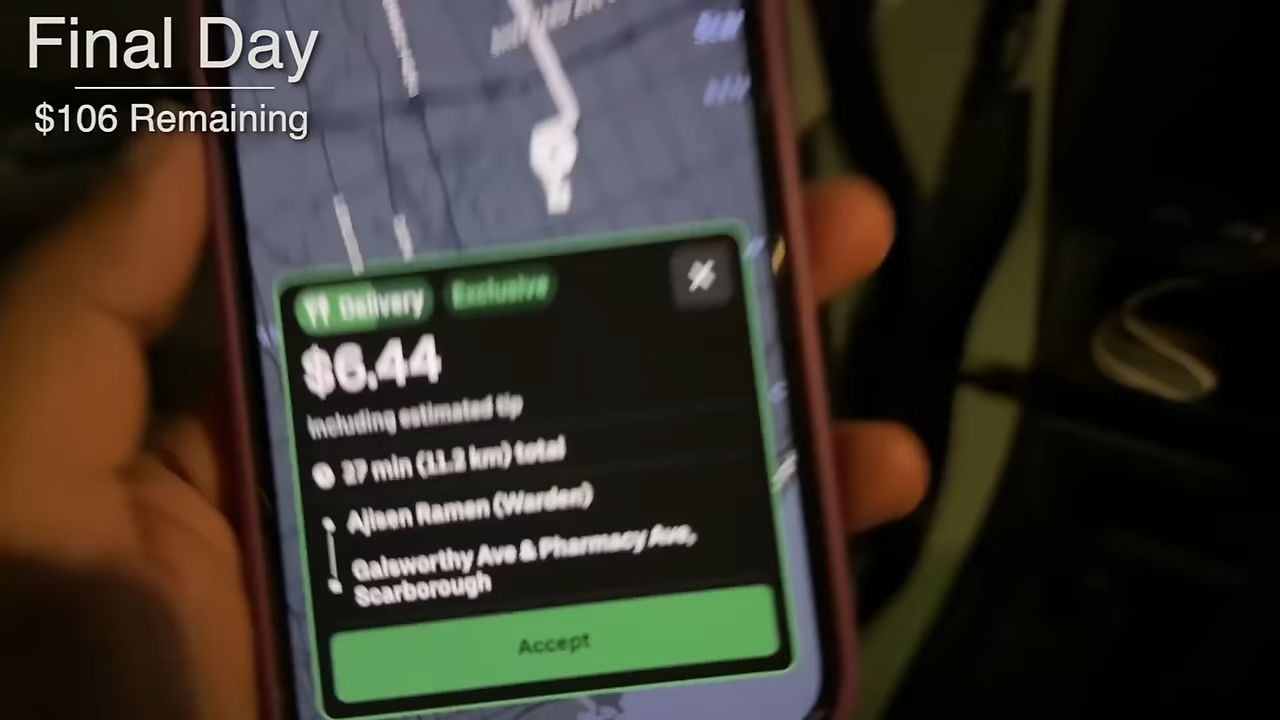 Final Day
$106 Remaining
Delivery
Exclusive
$6.44
Including estimated tip
27 min (11.2 km) total
Ajisen Ramen (Warden)
Galsworthy Ave & Pharmacy Ave,
Scarborough
Accept